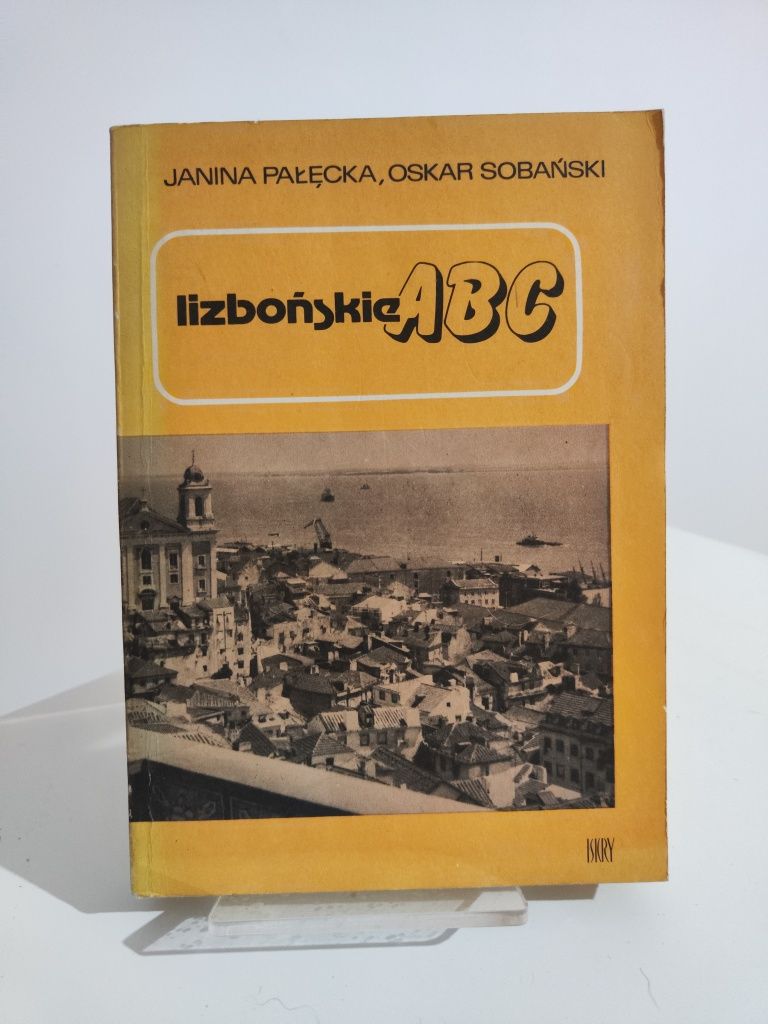 JANINA PAŁĘCKA, OSKAR SOBAŃSKI
lizbońskie ABC
ISKRY